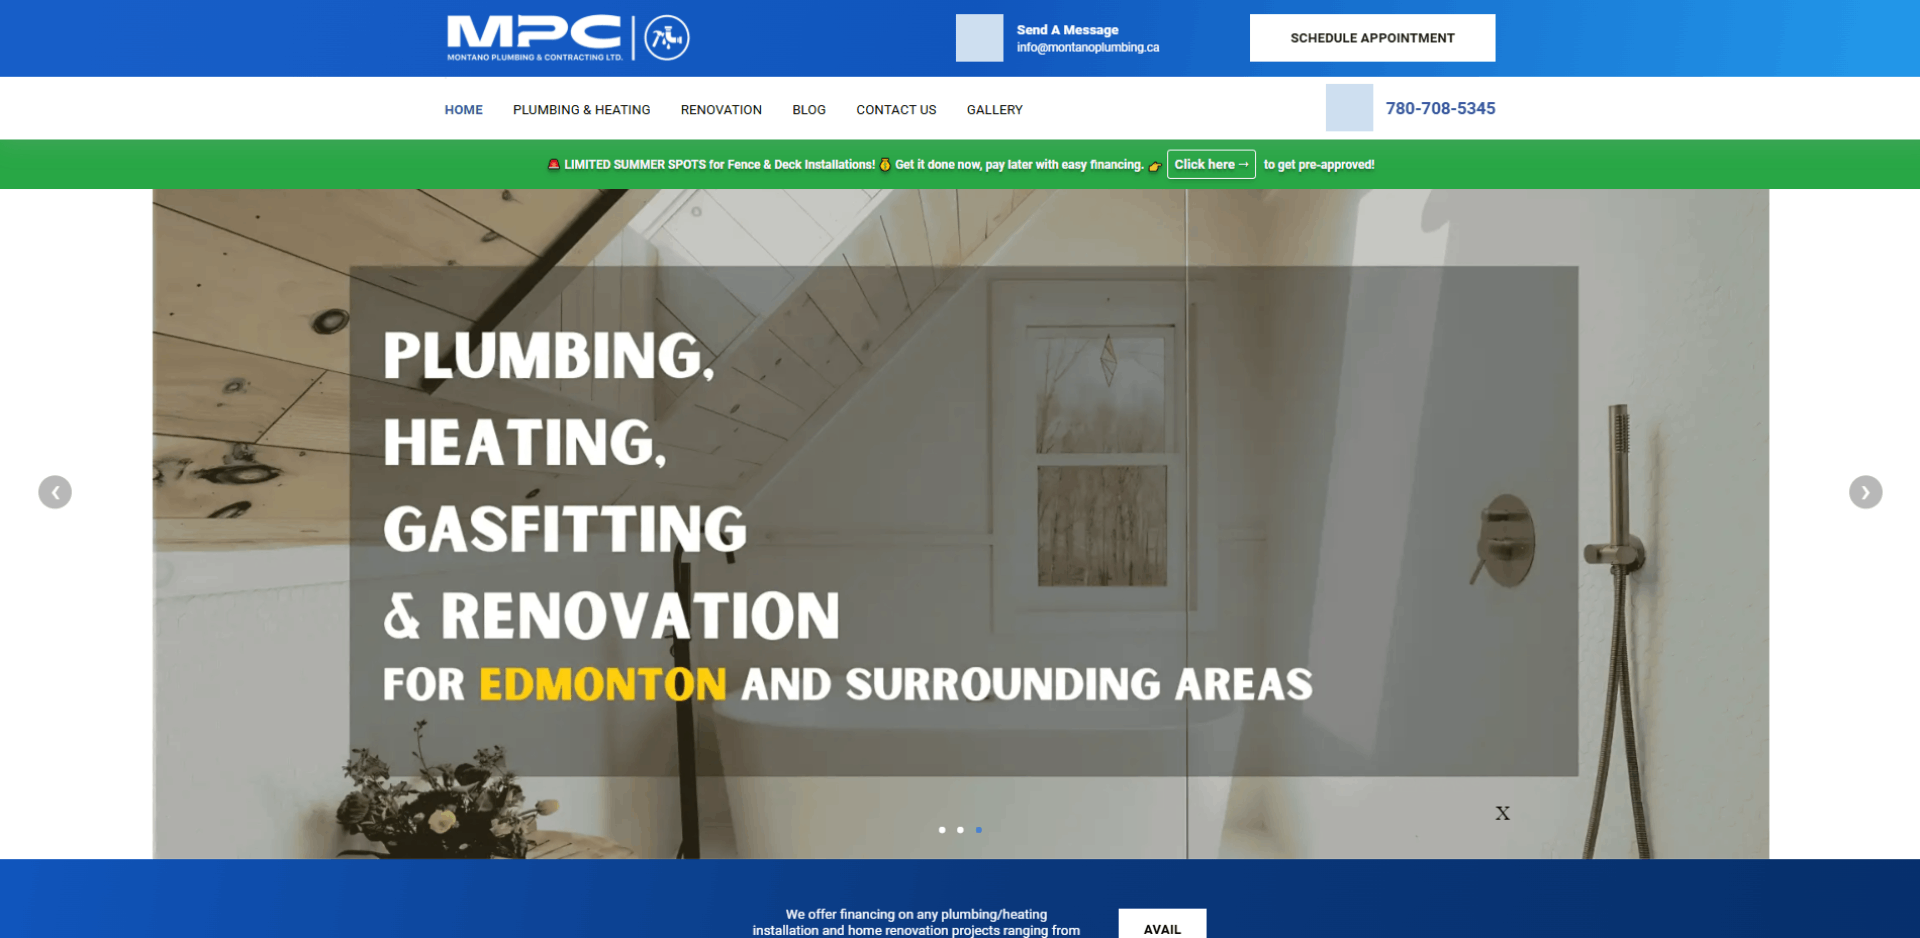 MPC
MONTANO PLUMBING & CONTRACTING LTD.
Send A Message
info@montanoplumbing.ca
SCHEDULE APPOINTMENT
HOME PLUMBING & HEATING RENOVATION BLOG CONTACT US GALLERY
780-708-5345
🚨 LIMITED SUMMER SPOTS for Fence & Deck Installations! 💰 Get it done now, pay later with easy financing. 👉 Click here → to get pre-approved!
PLUMBING,
HEATING,
GASFITTING
& RENOVATION
FOR EDMONTON AND SURROUNDING AREAS
❮
❯
X
We offer financing on any plumbing/heating
installation and home renovation projects ranging from
AVAIL